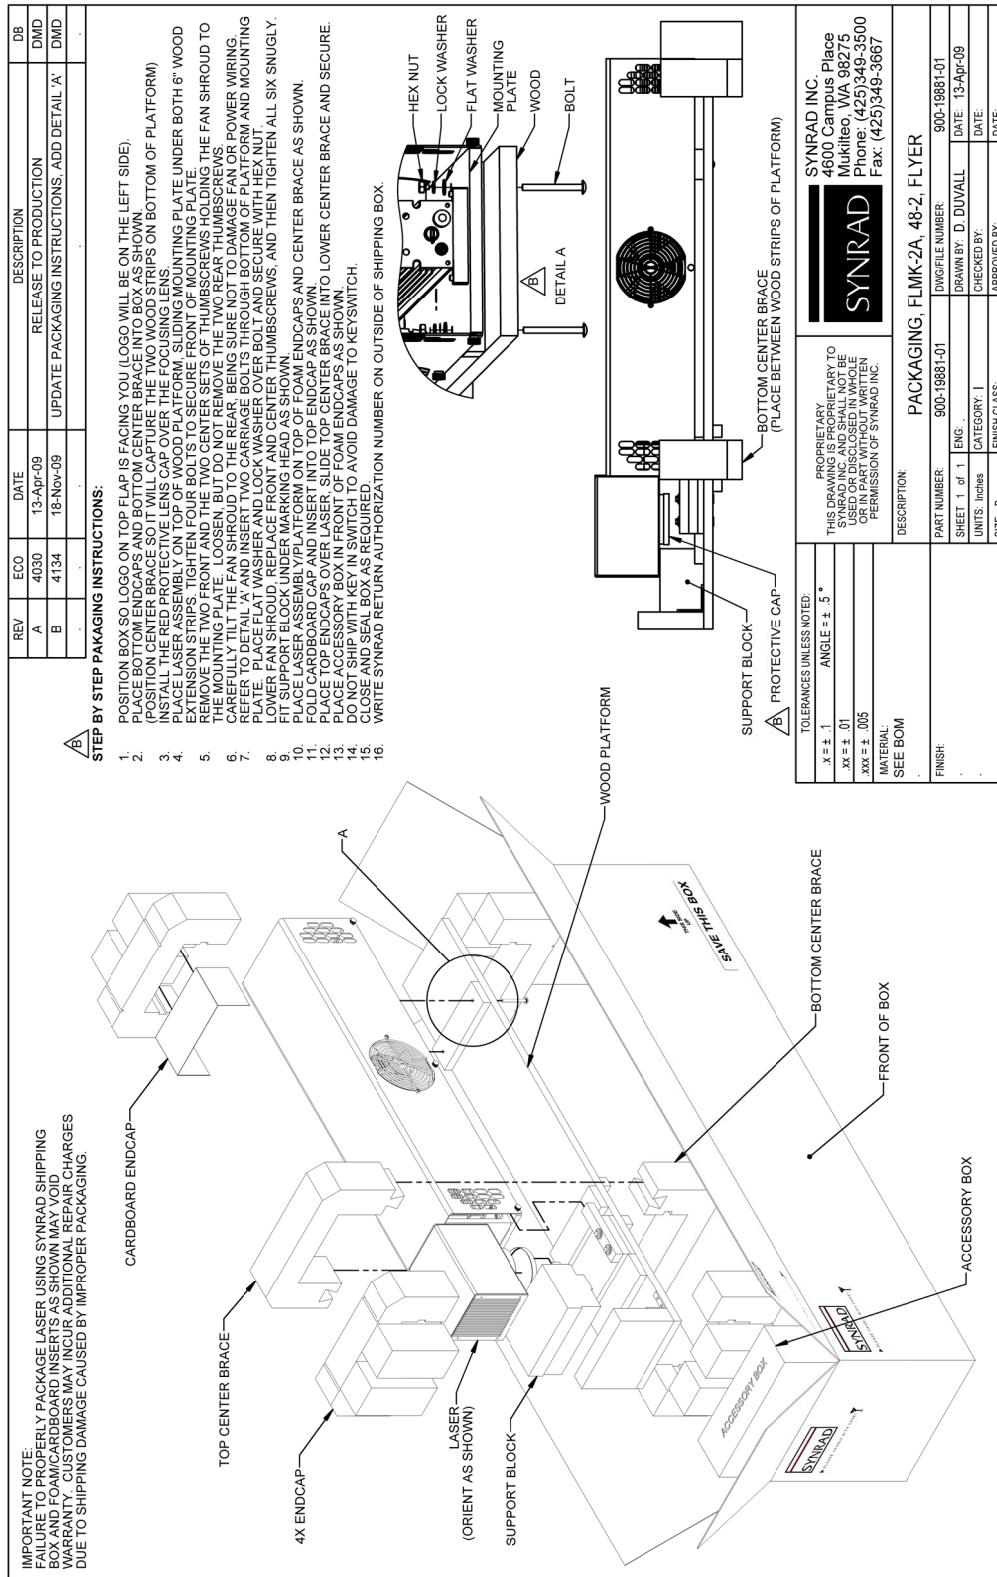 IMPORTANT NOTE:
FAILURE TO PROPERLY PACKAGE LASER USING SYNRAD SHIPPING
BOX AND FOAM/CARDBOARD INSERTS AS SHOWN MAY VOID
WARRANTY. CUSTOMERS MAY INCUR ADDITIONAL REPAIR CHARGES
DUE TO SHIPPING DAMAGE CAUSED BY IMPROPER PACKAGING.
REV ECO DATE DESCRIPTION DB
A 4030 13-Apr-09 RELEASE TO PRODUCTION DMD
B 4134 18-Nov-09 UPDATE PACKAGING INSTRUCTIONS, ADD DETAIL 'A' DMD
B
STEP BY STEP PAKAGING INSTRUCTIONS:
1. POSITION BOX SO LOGO ON TOP FLAP IS FACING YOU (LOGO WILL BE ON THE LEFT SIDE).
2. PLACE BOTTOM ENDCAPS AND BOTTOM CENTER BRACE INTO BOX AS SHOWN.
(POSITION CENTER BRACE SO IT WILL CAPTURE THE TWO WOOD STRIPS ON BOTTOM OF PLATFORM)
3. INSTALL THE RED PROTECTIVE LENS CAP OVER THE FOCUSING LENS.
4. PLACE LASER ASSEMBLY ON TOP OF WOOD PLATFORM, SLIDING MOUNTING PLATE UNDER BOTH 6" WOOD
EXTENSION STRIPS. TIGHTEN FOUR BOLTS TO SECURE FRONT OF MOUNTING PLATE.
5. REMOVE THE TWO FRONT AND THE TWO CENTER SETS OF THUMBSCREWS HOLDING THE FAN SHROUD TO
THE MOUNTING PLATE. LOOSEN, BUT DO NOT REMOVE THE TWO REAR THUMBSCREWS.
6. CAREFULLY TILT THE FAN SHROUD TO THE REAR, BEING SURE NOT TO DAMAGE FAN OR POWER WIRING.
7. REFER TO DETAIL 'A' AND INSERT TWO CARRIAGE BOLTS THROUGH BOTTOM OF PLATFORM AND MOUNTING
PLATE. PLACE FLAT WASHER AND LOCK WASHER OVER BOLT AND SECURE WITH HEX NUT.
8. LOWER FAN SHROUD, REPLACE FRONT AND CENTER THUMBSCREWS, AND THEN TIGHTEN ALL SIX SNUGLY.
9. FIT SUPPORT BLOCK UNDER MARKING HEAD AS SHOWN.
10. PLACE LASER ASSEMBLY/PLATFORM ON TOP OF FOAM ENDCAPS AND CENTER BRACE AS SHOWN.
11. FOLD CARDBOARD CAP AND INSERT INTO TOP ENDCAP AS SHOWN.
12. PLACE TOP ENDCAPS OVER LASER, SLIDE TOP CENTER BRACE INTO LOWER CENTER BRACE AND SECURE.
13. PLACE ACCESSORY BOX IN FRONT OF FOAM ENDCAPS AS SHOWN.
14. DO NOT SHIP WITH KEY IN SWITCH TO AVOID DAMAGE TO KEYSWITCH.
15. CLOSE AND SEAL BOX AS REQUIRED.
16. WRITE SYNRAD RETURN AUTHORIZATION NUMBER ON OUTSIDE OF SHIPPING BOX.
HEX NUT
LOCK WASHER
FLAT WASHER
MOUNTING
PLATE
WOOD
BOLT
B
DETAIL A
CARDBOARD ENDCAP
TOP CENTER BRACE
4X ENDCAP
LASER
(ORIENT AS SHOWN)
SUPPORT BLOCK
A
WOOD PLATFORM
BOTTOM CENTER BRACE
FRONT OF BOX
ACCESSORY BOX
ACCESSORY BOX
SYNRAD
SYNRAD
THIS SIDE
UP
SAVE THIS BOX
SUPPORT BLOCK
B PROTECTIVE CAP
BOTTOM CENTER BRACE
(PLACE BETWEEN WOOD STRIPS OF PLATFORM)
TOLERANCES UNLESS NOTED:
.x = ± .1 ANGLE = ± .5 °
.xx = ± .01
.xxx = ± .005
MATERIAL:
SEE BOM
FINISH:
PROPRIETARY
THIS DRAWING IS PROPRIETARY TO
SYNRAD INC. AND SHALL NOT BE
USED OR DISCLOSED IN WHOLE
OR IN PART WITHOUT WRITTEN
PERMISSION OF SYNRAD INC.
SYNRAD
SYNRAD INC.
4600 Campus Place
Mukilteo, WA 98275
Phone: (425)349-3500
Fax: (425)349-3667
DESCRIPTION:
PACKAGING, FLMK-2A, 48-2, FLYER
PART NUMBER: 900-19881-01 DWG/FILE NUMBER: 900-19881-01
SHEET 1 of 1 ENG: . DRAWN BY: D. DUVALL DATE: 13-Apr-09
UNITS: Inches CATEGORY: I CHECKED BY: DATE:
FINISH CLASS: APPROVED BY: DATE: